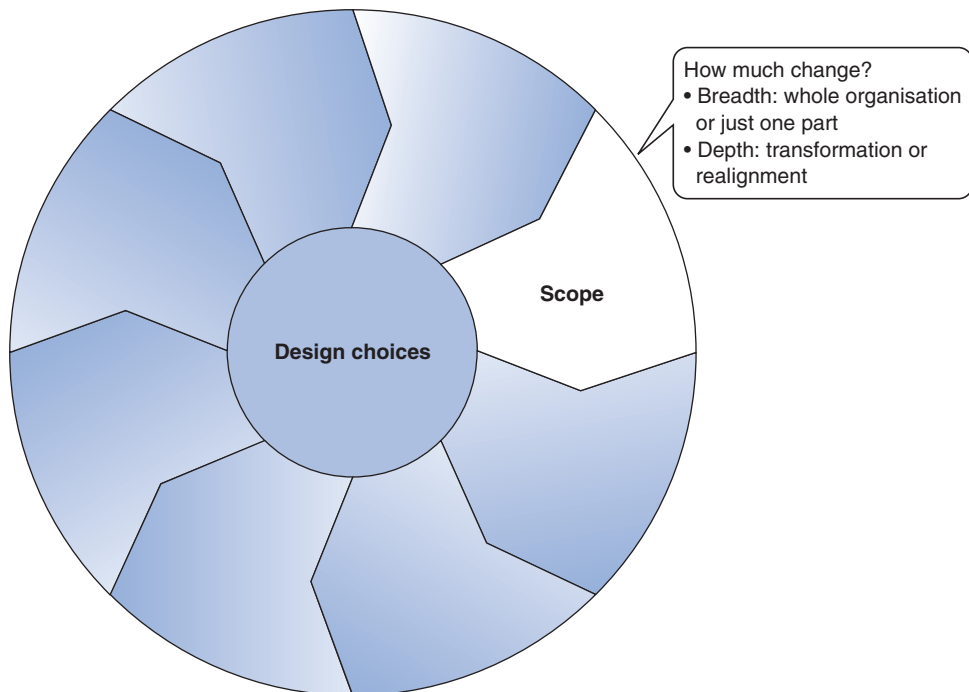 How much change?
• Breadth: whole organisation
or just one part
• Depth: transformation or
realignment
Scope
Design choices